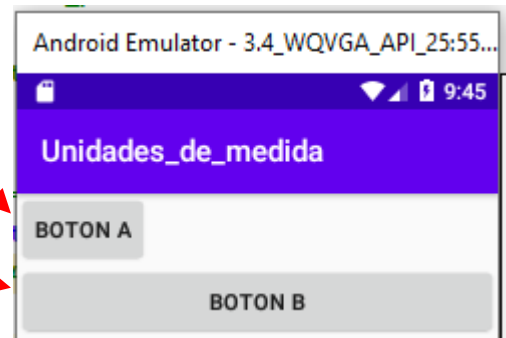 Android Emulator - 3.4_WQVGA_API_25:55...
9:45
Unidades_de_medida
BOTON A
BOTON B